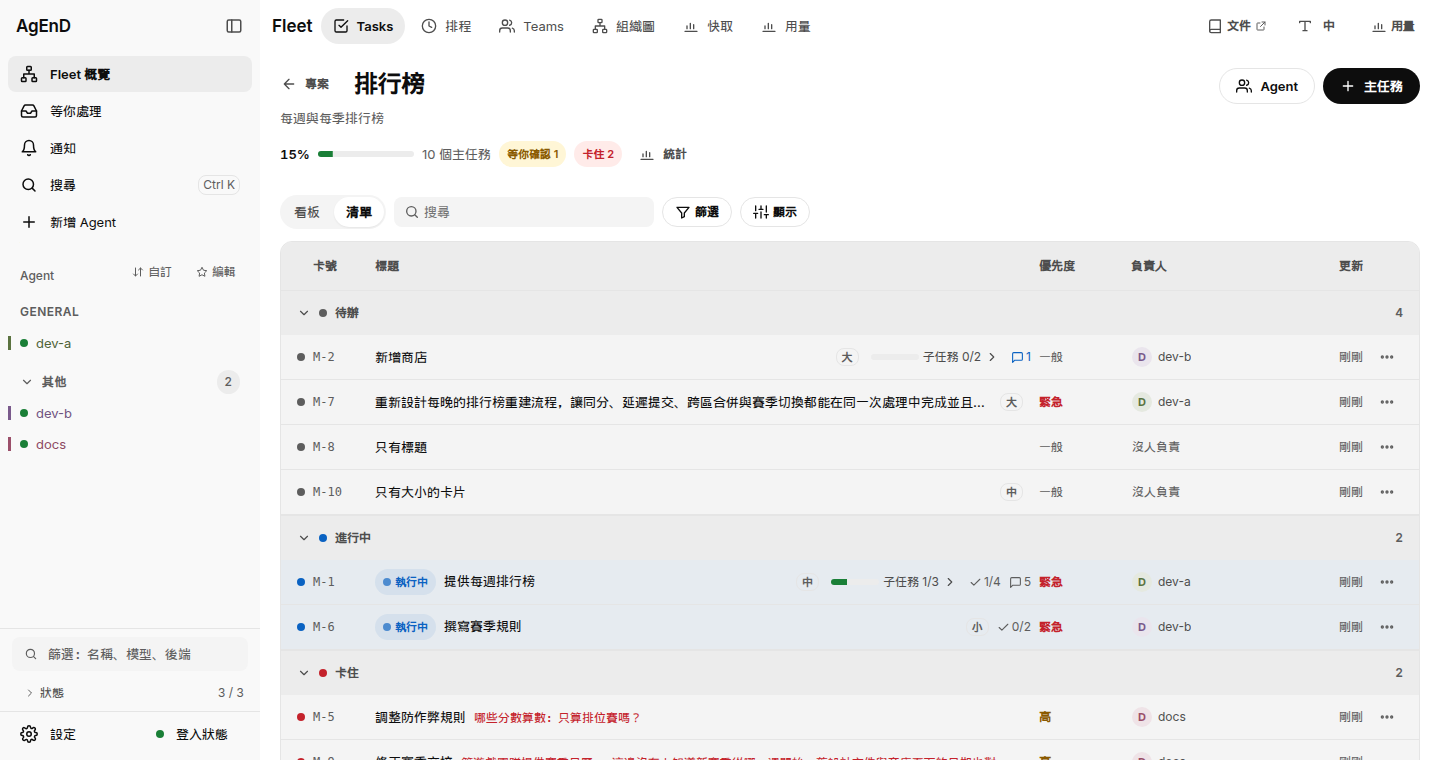 AgEnD
Fleet 概覽
等你處理
通知
搜尋 Ctrl K
新增 Agent
Agent 自訂 編輯
GENERAL
dev-a
其他 2
dev-b
docs
篩選：名稱、模型、後端
狀態 3 / 3
設定 登入狀態
Fleet Tasks 排程 Teams 組織圖 快取 用量 文件 中 用量
專案 排行榜 Agent 主任務
每週與每季排行榜
15% 10 個主任務 等你確認 1 卡住 2 統計
看板 清單 搜尋 篩選 顯示
卡號 標題 優先度 負責人 更新
待辦 4
M-2 新增商店 大 子任務 0/2 1 一般 D dev-b 剛剛
M-7 重新設計每晚的排行榜重建流程，讓同分、延遲提交、跨區合併與賽季切換都能在同一次處理中完成並且... 大 緊急 D dev-a 剛剛
M-8 只有標題 一般 沒人負責 剛剛
M-10 只有大小的卡片 中 一般 沒人負責 剛剛
進行中 2
M-1 執行中 提供每週排行榜 中 子任務 1/3 1/4 5 緊急 D dev-a 剛剛
M-6 執行中 撰寫賽季規則 小 0/2 緊急 D dev-b 剛剛
卡住 2
M-5 調整防作弊規則 哪些分數算數：只算排位賽嗎？ 高 D docs 剛剛